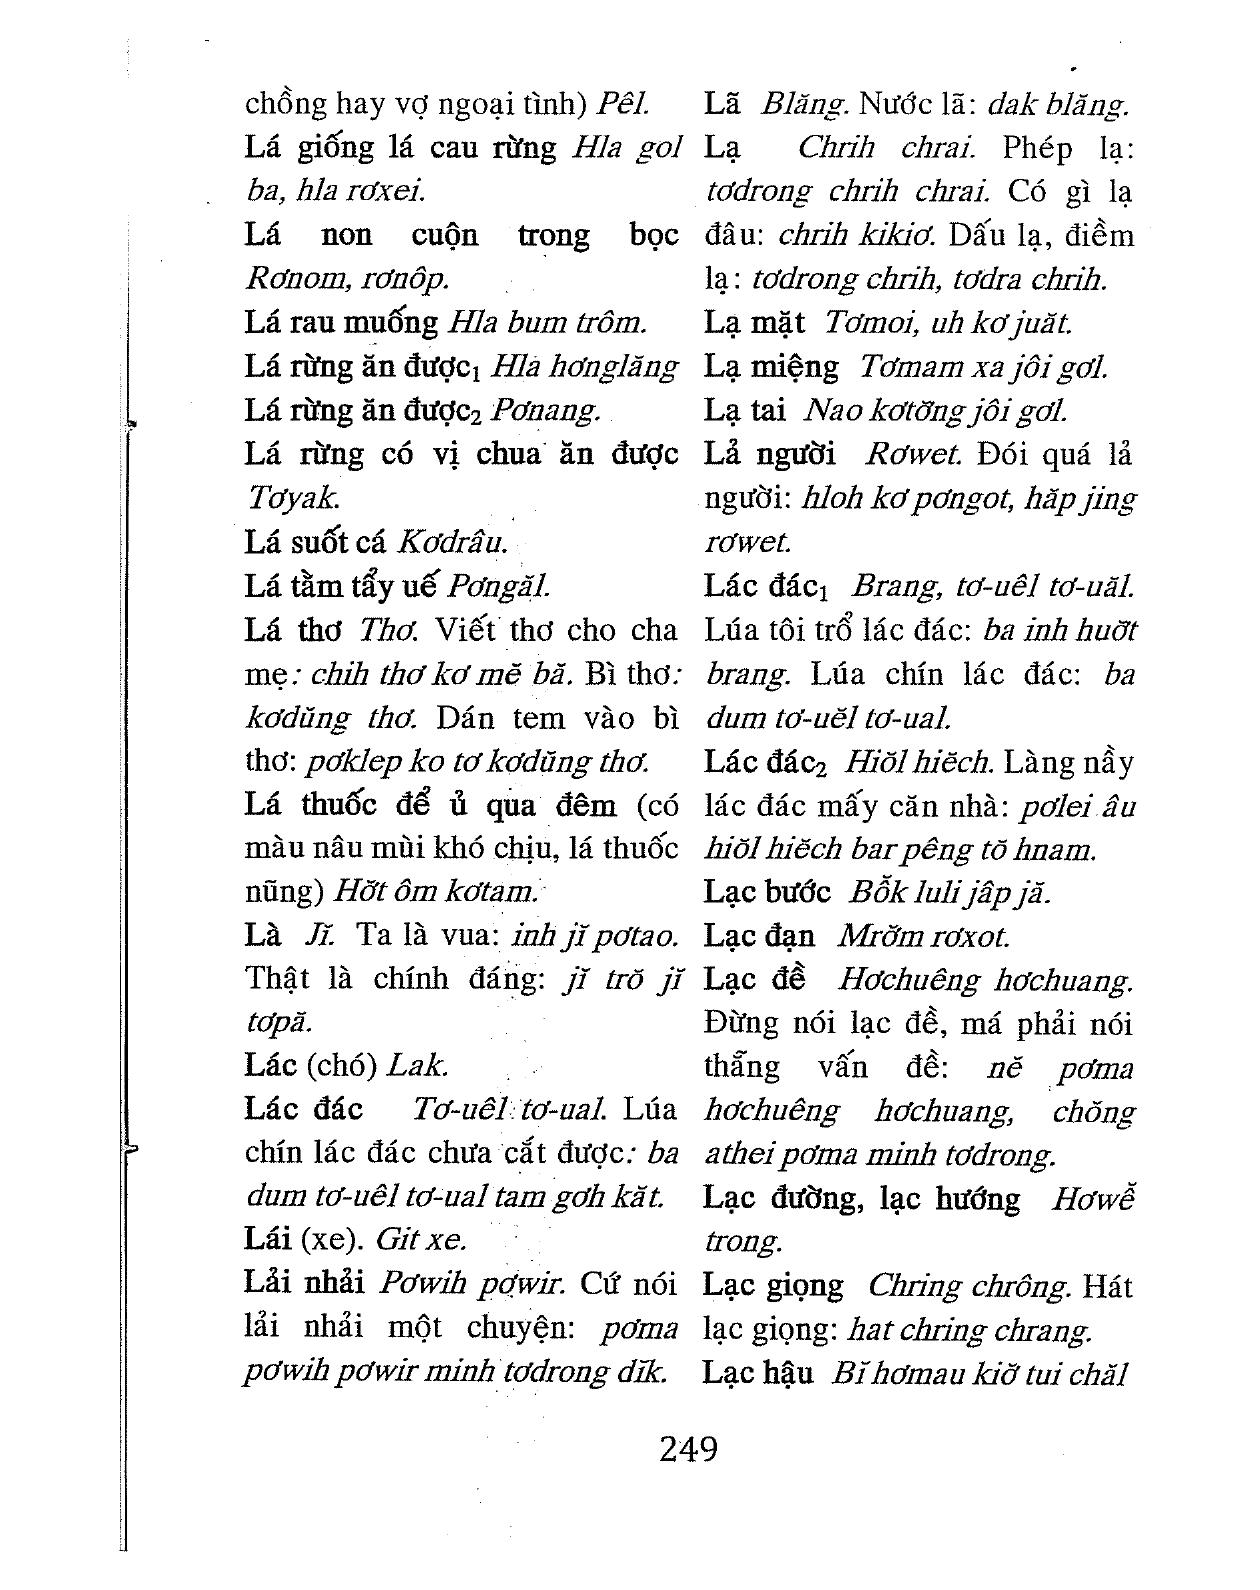 chồng hay vợ ngoại tình) Pêl.
Lá giống lá cau rừng Hla gol
ba, hla rơxei.
Lá non cuộn trong bọc
Rơnom, rơnôp.
Lá rau muống Hla bum trôm.
Lá rừng ăn được₁ Hla hơnglăng
Lá rừng ăn được₂ Pơnang.
Lá rừng có vị chua ăn được
Tơyak.
Lá suốt cá Kơdrâu.
Lá tằm tẩy uế Pơngăl.
Lá thơ Thơ. Viết thơ cho cha
mẹ: chih thơ kơ mĕ bă. Bì thơ:
kơdŭng thơ. Dán tem vào bì
thơ: pơklep ko tơ kơdŭng thơ.
Lá thuốc để ủ qua đêm (có
màu nâu mùi khó chịu, lá thuốc
nũng) Hơ̆t ôm kơtam.
Là Jĭ. Ta là vua: inh jĭ pơtao.
Thật là chính đáng: jĭ trŏ jĭ
tơpă.
Lác (chó) Lak.
Lác đác Tơ-uêl tơ-ual. Lúa
chín lác đác chưa cắt được: ba
dum tơ-uêl tơ-ual tam gơh kăt.
Lái (xe). Git xe.
Lải nhải Pơwih pơwir. Cứ nói
lải nhải một chuyện: pơma
pơwih pơwir minh tơdrong dĭk.
Lã Blăng. Nước lã: dak blăng.
Lạ Chrih chrai. Phép lạ:
tơdrong chrih chrai. Có gì lạ
đâu: chrih kikiơ. Dấu lạ, điềm
lạ: tơdrong chrih, tơdra chrih.
Lạ mặt Tơmoi, uh kơ juăt.
Lạ miệng Tơmam xa jôi gơl.
Lạ tai Nao kơtơ̆ng jôi gơl.
Lả người Rơwet. Đói quá lả
người: hloh kơ pơngot, hăp jing
rơwet.
Lác đác₁ Brang, tơ-uêl tơ-uăl.
Lúa tôi trổ lác đác: ba inh huơ̆t
brang. Lúa chín lác đác: ba
dum tơ-uĕl tơ-ual.
Lác đác₂ Hiŏl hiĕch. Làng nầy
lác đác mấy căn nhà: pơlei âu
hiŏl hiĕch bar pêng tŏ hnam.
Lạc bước Bô̆k luli jâp jă.
Lạc đạn Mrơ̆m rơxot.
Lạc đề Hơchuêng hơchuang.
Đừng nói lạc đề, má phải nói
thẳng vấn đề: nĕ pơma
hơchuêng hơchuang, chŏng
athei pơma minh tơdrong.
Lạc đường, lạc hướng Hơwê̆
trong.
Lạc giọng Chring chrông. Hát
lạc giọng: hat chring chrang.
Lạc hậu Bĭ hơmau kiơ̆ tui chăl
249